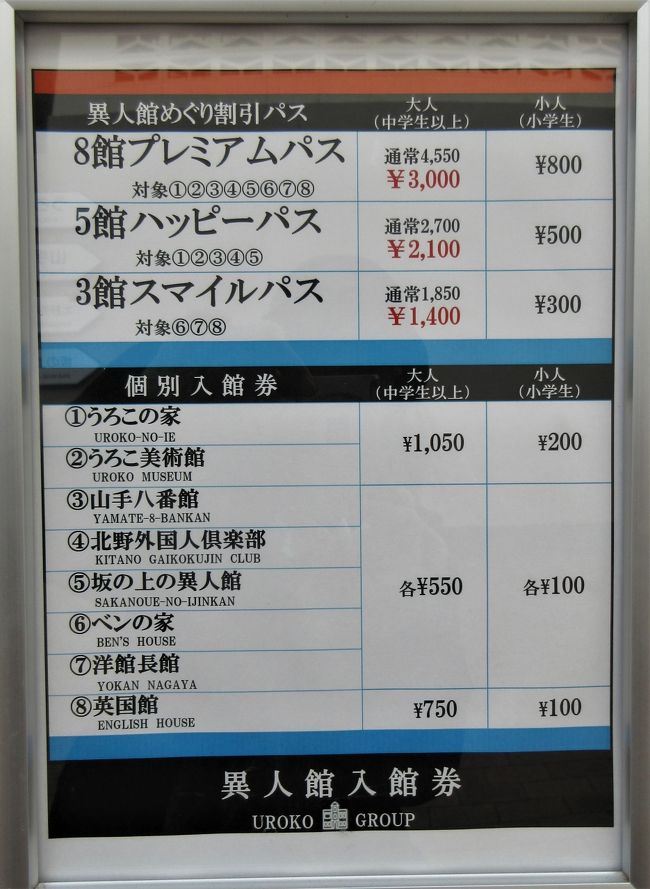 異人館めぐり割引パス 大人 小人
(中学生以上) (小学生)
8館プレミアムパス 通常4,550 ¥800
対象①②③④⑤⑥⑦⑧ ¥3,000
5館ハッピーパス 通常2,700 ¥500
対象①②③④⑤ ¥2,100
3館スマイルパス 通常1,850 ¥300
対象⑥⑦⑧ ¥1,400
個別入館券 大人 小人
(中学生以上) (小学生)
①うろこの家
UROKO-NO-IE
¥1,050 ¥200
②うろこ美術館
UROKO MUSEUM
③山手八番館
YAMATE-8-BANKAN
④北野外国人倶楽部
KITANO GAIKOKUJIN CLUB
⑤坂の上の異人館
SAKANOUE-NO-IJINKAN
各¥550 各¥100
⑥ベンの家
BEN'S HOUSE
⑦洋館長館
YOKAN NAGAYA
⑧英国館 ¥750 ¥100
ENGLISH HOUSE
異人館入館券
UROKO GROUP